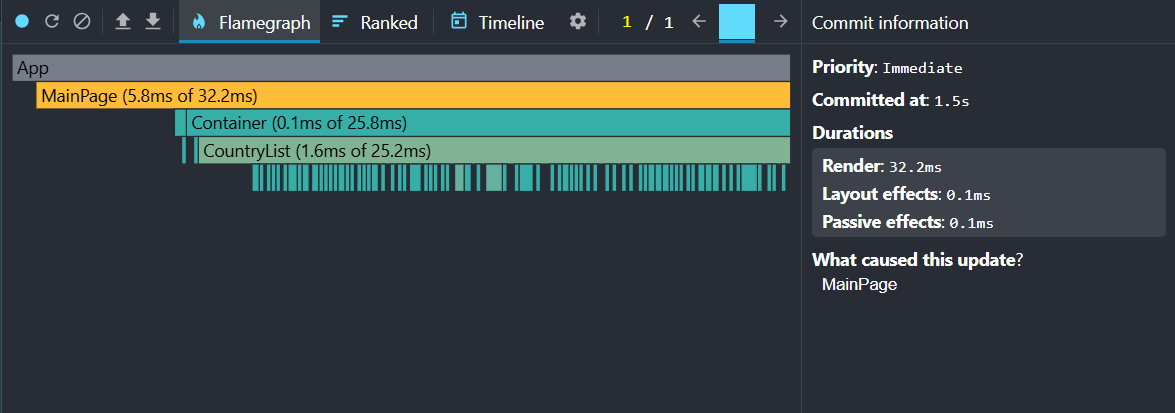 Flamegraph Ranked Timeline 1 / 1
App
MainPage (5.8ms of 32.2ms)
Container (0.1ms of 25.8ms)
CountryList (1.6ms of 25.2ms)
Commit information
Priority: Immediate
Committed at: 1.5s
Durations
Render: 32.2ms
Layout effects: 0.1ms
Passive effects: 0.1ms
What caused this update?
MainPage